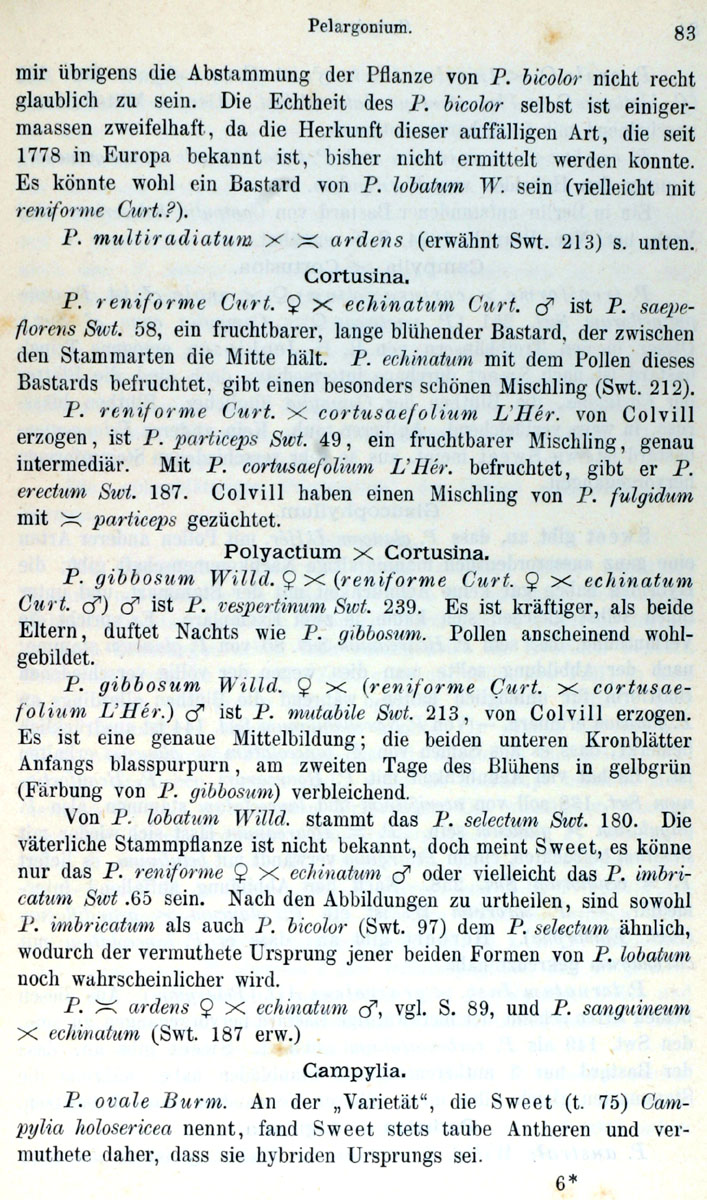 Pelargonium.
83
mir übrigens die Abstammung der Pflanze von P. bicolor nicht recht
glaublich zu sein. Die Echtheit des P. bicolor selbst ist einiger-
maassen zweifelhaft, da die Herkunft dieser auffälligen Art, die seit
1778 in Europa bekannt ist, bisher nicht ermittelt werden konnte.
Es könnte wohl ein Bastard von P. lobatum W. sein (vielleicht mit
reniforme Curt.?).
P. multiradiatum × ≍ ardens (erwähnt Swt. 213) s. unten.
Cortusina.
P. reniforme Curt. ♀ × echinatum Curt. ♂ ist P. saepe-
florens Swt. 58, ein fruchtbarer, lange blühender Bastard, der zwischen
den Stammarten die Mitte hält. P. echinatum mit dem Pollen dieses
Bastards befruchtet, gibt einen besonders schönen Mischling (Swt. 212).
P. reniforme Curt. × cortusaefolium L'Hér. von Colvill
erzogen, ist P. particeps Swt. 49, ein fruchtbarer Mischling, genau
intermediär. Mit P. cortusaefolium L'Hér. befruchtet, gibt er P.
erectum Swt. 187. Colvill haben einen Mischling von P. fulgidum
mit ≍ particeps gezüchtet.
Polyactium × Cortusina.
P. gibbosum Willd. ♀ × (reniforme Curt. ♀ × echinatum
Curt. ♂) ♂ ist P. vespertinum Swt. 239. Es ist kräftiger, als beide
Eltern, duftet Nachts wie P. gibbosum. Pollen anscheinend wohl-
gebildet.
P. gibbosum Willd. ♀ × (reniforme Curt. × cortusae-
folium L'Hér.) ♂ ist P. mutabile Swt. 213, von Colvill erzogen.
Es ist eine genaue Mittelbildung; die beiden unteren Kronblätter
Anfangs blasspurpurn, am zweiten Tage des Blühens in gelbgrün
(Färbung von P. gibbosum) verbleichend.
Von P. lobatum Willd. stammt das P. selectum Swt. 180. Die
väterliche Stammpflanze ist nicht bekannt, doch meint Sweet, es könne
nur das P. reniforme ♀ × echinatum ♂ oder vielleicht das P. imbri-
catum Swt .65 sein. Nach den Abbildungen zu urtheilen, sind sowohl
P. imbricatum als auch P. bicolor (Swt. 97) dem P. selectum ähnlich,
wodurch der vermuthete Ursprung jener beiden Formen von P. lobatum
noch wahrscheinlicher wird.
P. ≍ ardens ♀ × echinatum ♂, vgl. S. 89, und P. sanguineum
× echinatum (Swt. 187 erw.)
Campylia.
P. ovale Burm. An der „Varietät“, die Sweet (t. 75) Cam-
pylia holosericea nennt, fand Sweet stets taube Antheren und ver-
muthete daher, dass sie hybriden Ursprungs sei.
6*